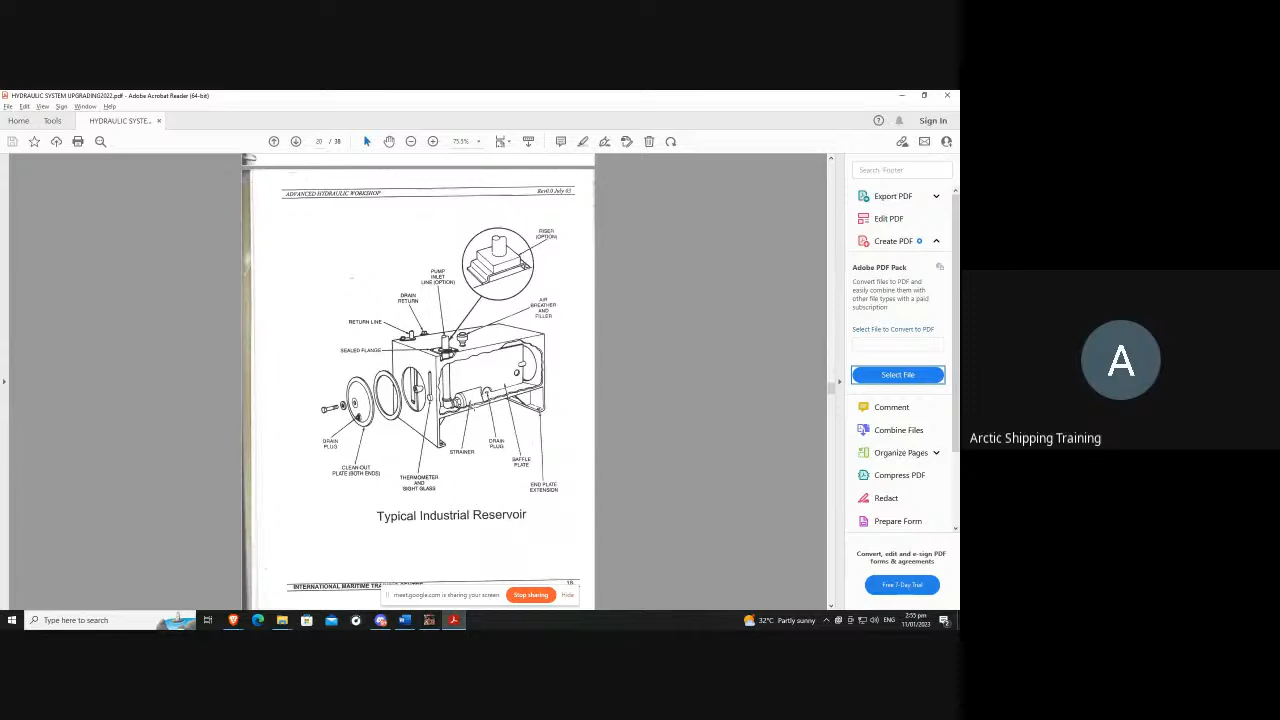 HYDRAULIC SYSTEM UPGRADING2022.pdf - Adobe Acrobat Reader (64-bit)
File Edit View Sign Window Help
Home Tools HYDRAULIC SYSTE... Sign In
20 / 38 75.5%
ADVANCED HYDRAULIC WORKSHOP Rev0.0 July 03
RISER
(OPTION)
PUMP
INLET
LINE (OPTION)
DRAIN
RETURN
AIR
BREATHER
AND
FILLER
RETURN LINE
SEALED FLANGE
DRAIN
PLUG
CLEAN-OUT
PLATE (BOTH ENDS)
THERMOMETER
AND
SIGHT GLASS
STRAINER
DRAIN
PLUG
BAFFLE
PLATE
END PLATE
EXTENSION
Typical Industrial Reservoir
INTERNATIONAL MARITIME
meet.google.com is sharing your screen. Stop sharing Hide
Search 'Footer'
Export PDF
Edit PDF
Create PDF
Adobe PDF Pack
Convert files to PDF and
easily combine them with
other file types with a paid
subscription
Select File to Convert to PDF
Select File
Comment
Combine Files
Organize Pages
Compress PDF
Redact
Prepare Form
Convert, edit and e-sign PDF
forms & agreements
Free 7-Day Trial
Type here to search
32°C Partly sunny ENG 2:55 pm
11/01/2023
A
Arctic Shipping Training